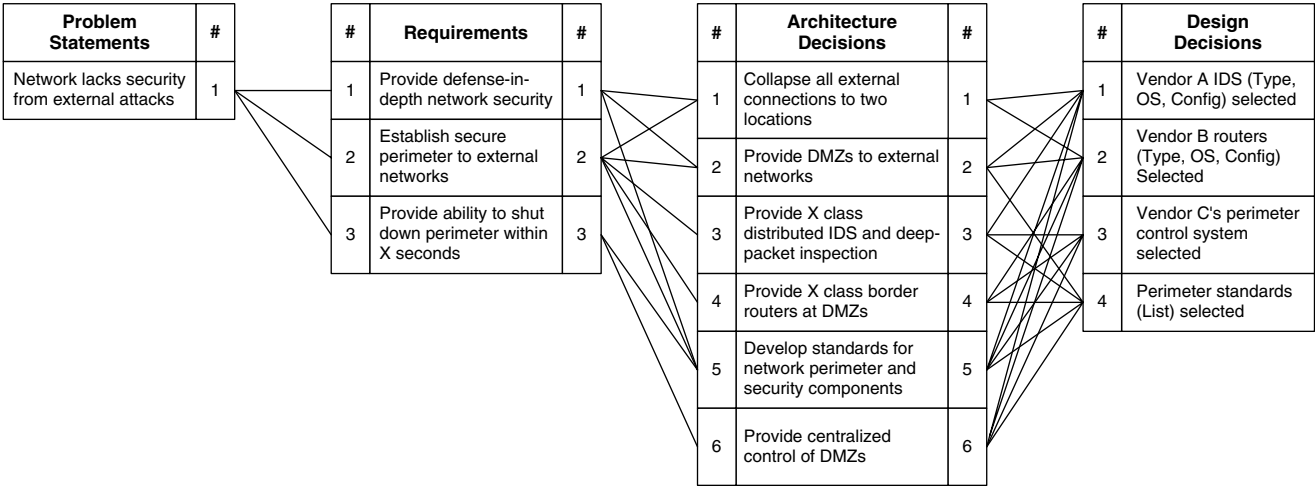 Problem
Statements
#
Network lacks security
from external attacks
1
#
Requirements
#
1
Provide defense-in-
depth network security
1
2
Establish secure
perimeter to external
networks
2
3
Provide ability to shut
down perimeter within
X seconds
3
#
Architecture
Decisions
#
1
Collapse all external
connections to two
locations
1
2
Provide DMZs to external
networks
2
3
Provide X class
distributed IDS and deep-
packet inspection
3
4
Provide X class border
routers at DMZs
4
5
Develop standards for
network perimeter and
security components
5
6
Provide centralized
control of DMZs
6
#
Design
Decisions
1
Vendor A IDS (Type,
OS, Config) selected
2
Vendor B routers
(Type, OS, Config)
Selected
3
Vendor C's perimeter
control system
selected
4
Perimeter standards
(List) selected